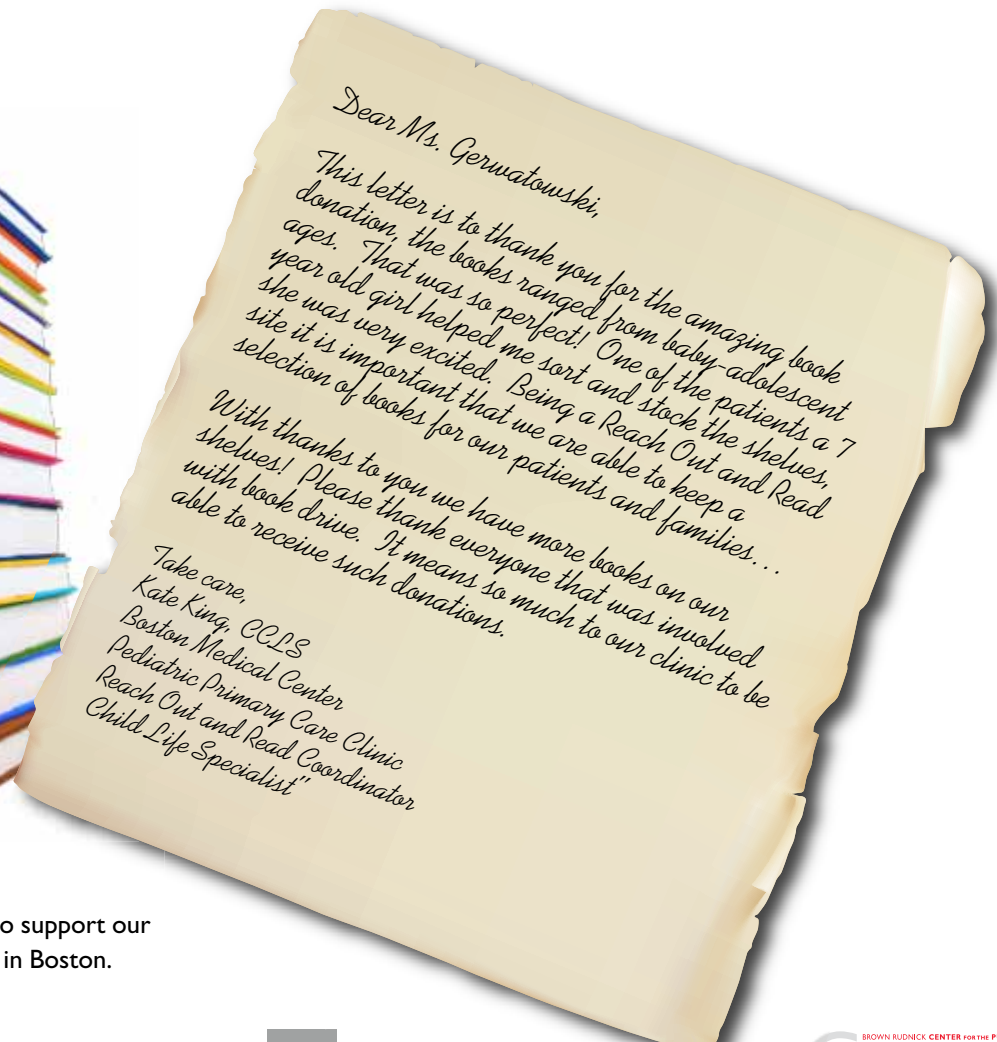 Dear Ms. Gerwatowski,
This letter is to thank you for the amazing book
donation, the books ranged from baby-adolescent
ages. That was so perfect! One of the patients a 7
year old girl helped me sort and stock the shelves,
she was very excited. Being a Reach Out and Read
site it is important that we are able to keep a
selection of books for our patients and families...
With thanks to you we have more books on our
shelves! Please thank everyone that was involved
with book drive. It means so much to our clinic to be
able to receive such donations.
Take care,
Kate King, CCLS
Boston Medical Center
Pediatric Primary Care Clinic
Reach Out and Read Coordinator
Child Life Specialist"
o support our
in Boston.
BROWN RUDNICK CENTER FOR THE P